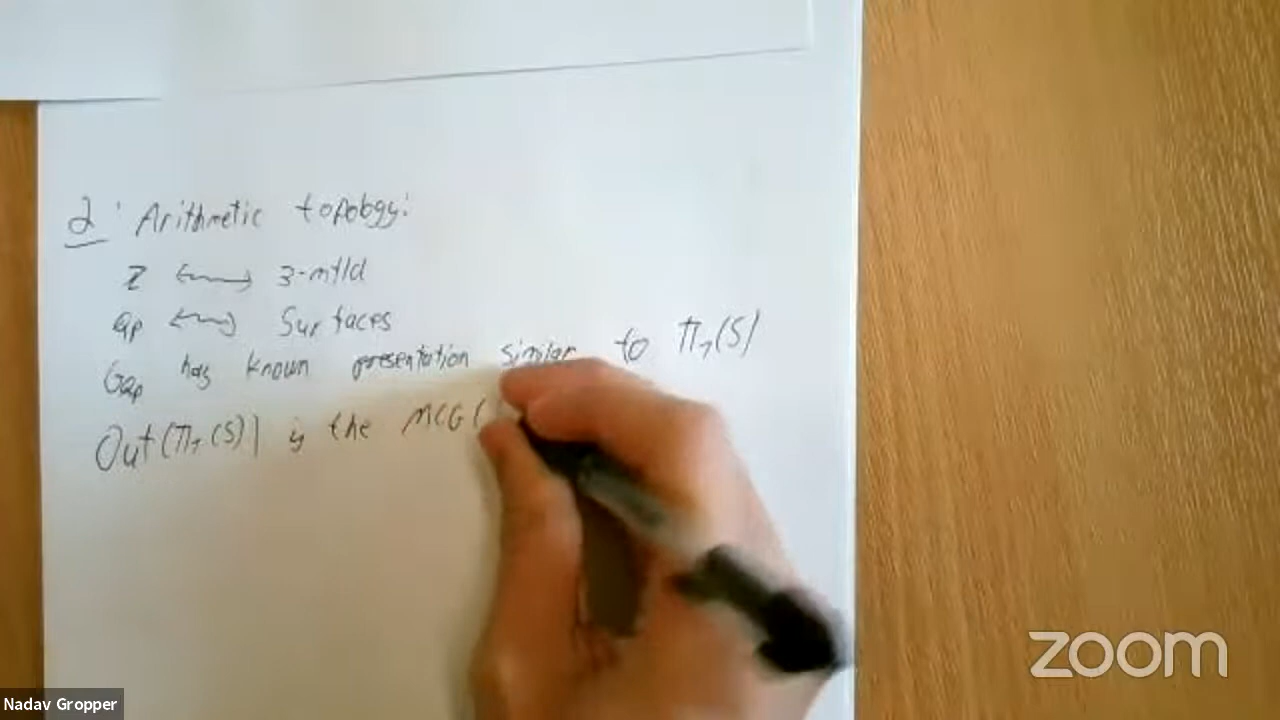 2: Arithmetic topology:
Z ↔ 3-mfld
Qp ↔ Surfaces
GQp has known presentation similar to π₁(S)
Out(π₁(S)) is the MCG(
zoom
Nadav Gropper